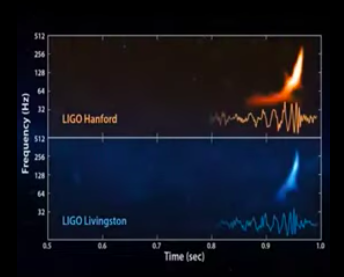 512
256
128
64
32
LIGO Hanford
Frequency (Hz)
512
256
128
64
32
LIGO Livingston
0.5 0.6 0.7 0.8 0.9 1.0
Time (sec)